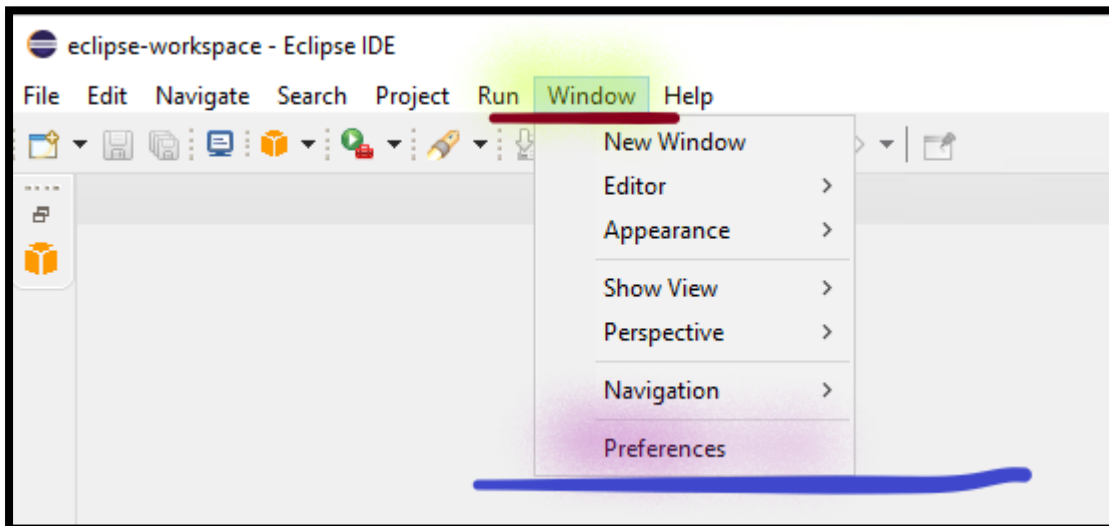 eclipse-workspace - Eclipse IDE
File Edit Navigate Search Project Run Window Help
New Window
Editor
Appearance
Show View
Perspective
Navigation
Preferences